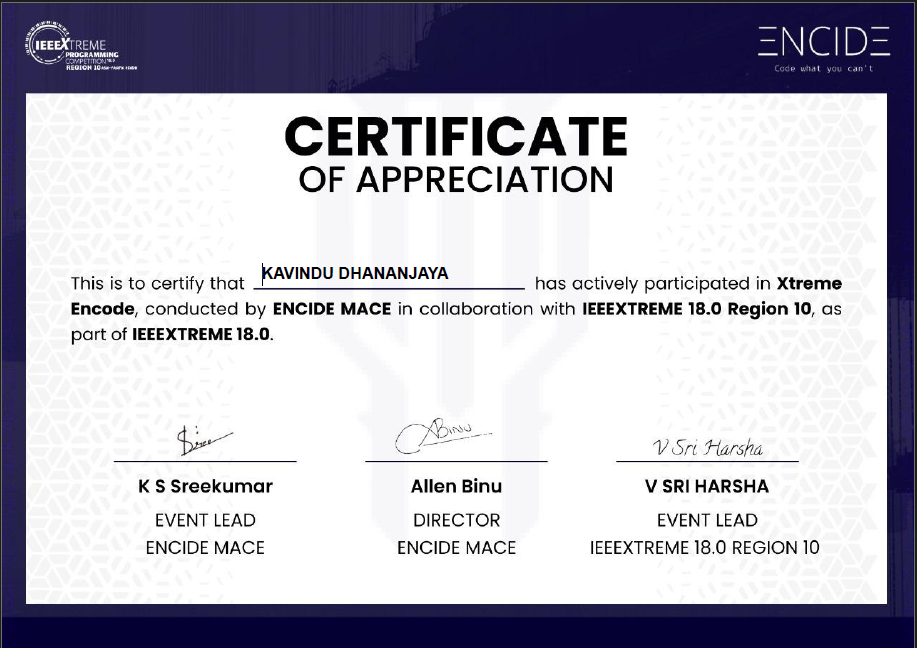 IEEEXTREME
PROGRAMMING
COMPETITION 18.0
REGION 10 ASIA-PACIFIC REGION
ENCIDE
Code what you can't
CERTIFICATE
OF APPRECIATION
This is to certify that KAVINDU DHANANJAYA has actively participated in Xtreme
Encode, conducted by ENCIDE MACE in collaboration with IEEEXTREME 18.0 Region 10, as
part of IEEEXTREME 18.0.
Binu
V Sri Harsha
K S Sreekumar
Allen Binu
V SRI HARSHA
EVENT LEAD
DIRECTOR
EVENT LEAD
ENCIDE MACE
ENCIDE MACE
IEEEXTREME 18.0 REGION 10